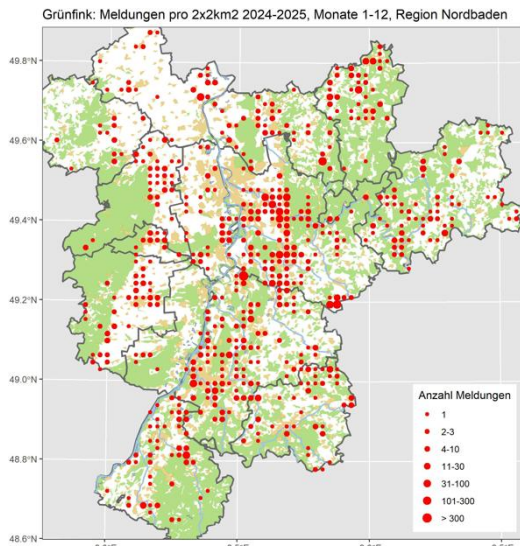 Grünfink: Meldungen pro 2x2km2 2024-2025, Monate 1-12, Region Nordbaden
49.8°N
49.6°N
49.4°N
49.2°N
49.0°N
48.8°N
48.6°N
Anzahl Meldungen
1
2-3
4-10
11-30
31-100
101-300
> 300